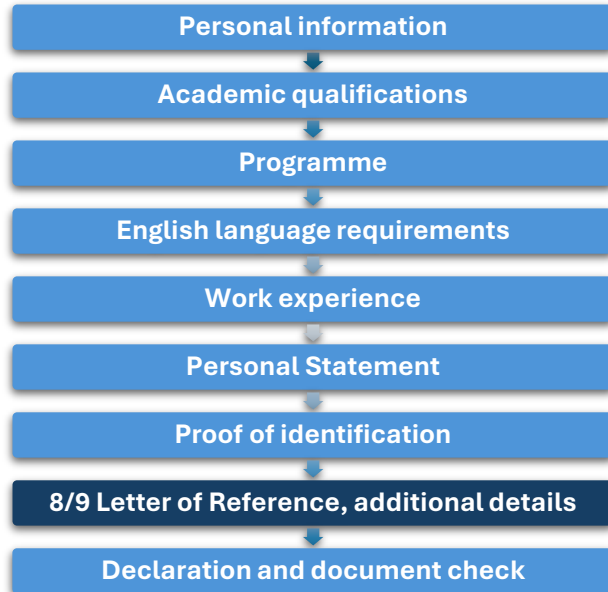 Personal information
Academic qualifications
Programme
English language requirements
Work experience
Personal Statement
Proof of identification
8/9 Letter of Reference, additional details
Declaration and document check